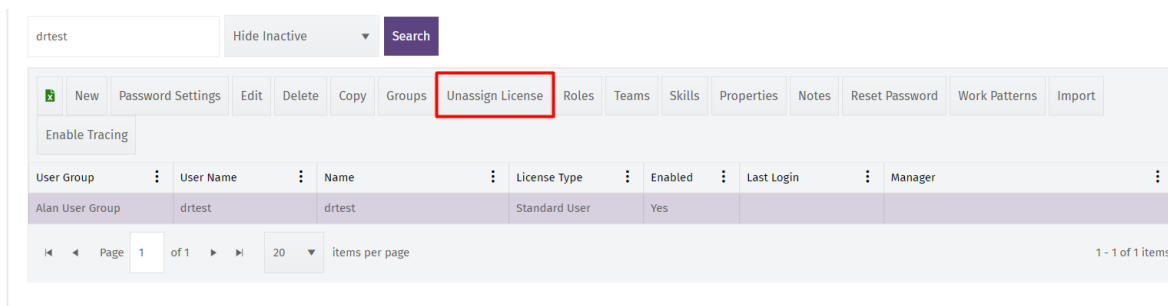 drtest Hide Inactive Search
New Password Settings Edit Delete Copy Groups Unassign License Roles Teams Skills Properties Notes Reset Password Work Patterns Import
Enable Tracing
User Group User Name Name License Type Enabled Last Login Manager
Alan User Group drtest drtest Standard User Yes
Page 1 of 1 20 items per page 1 - 1 of 1 items